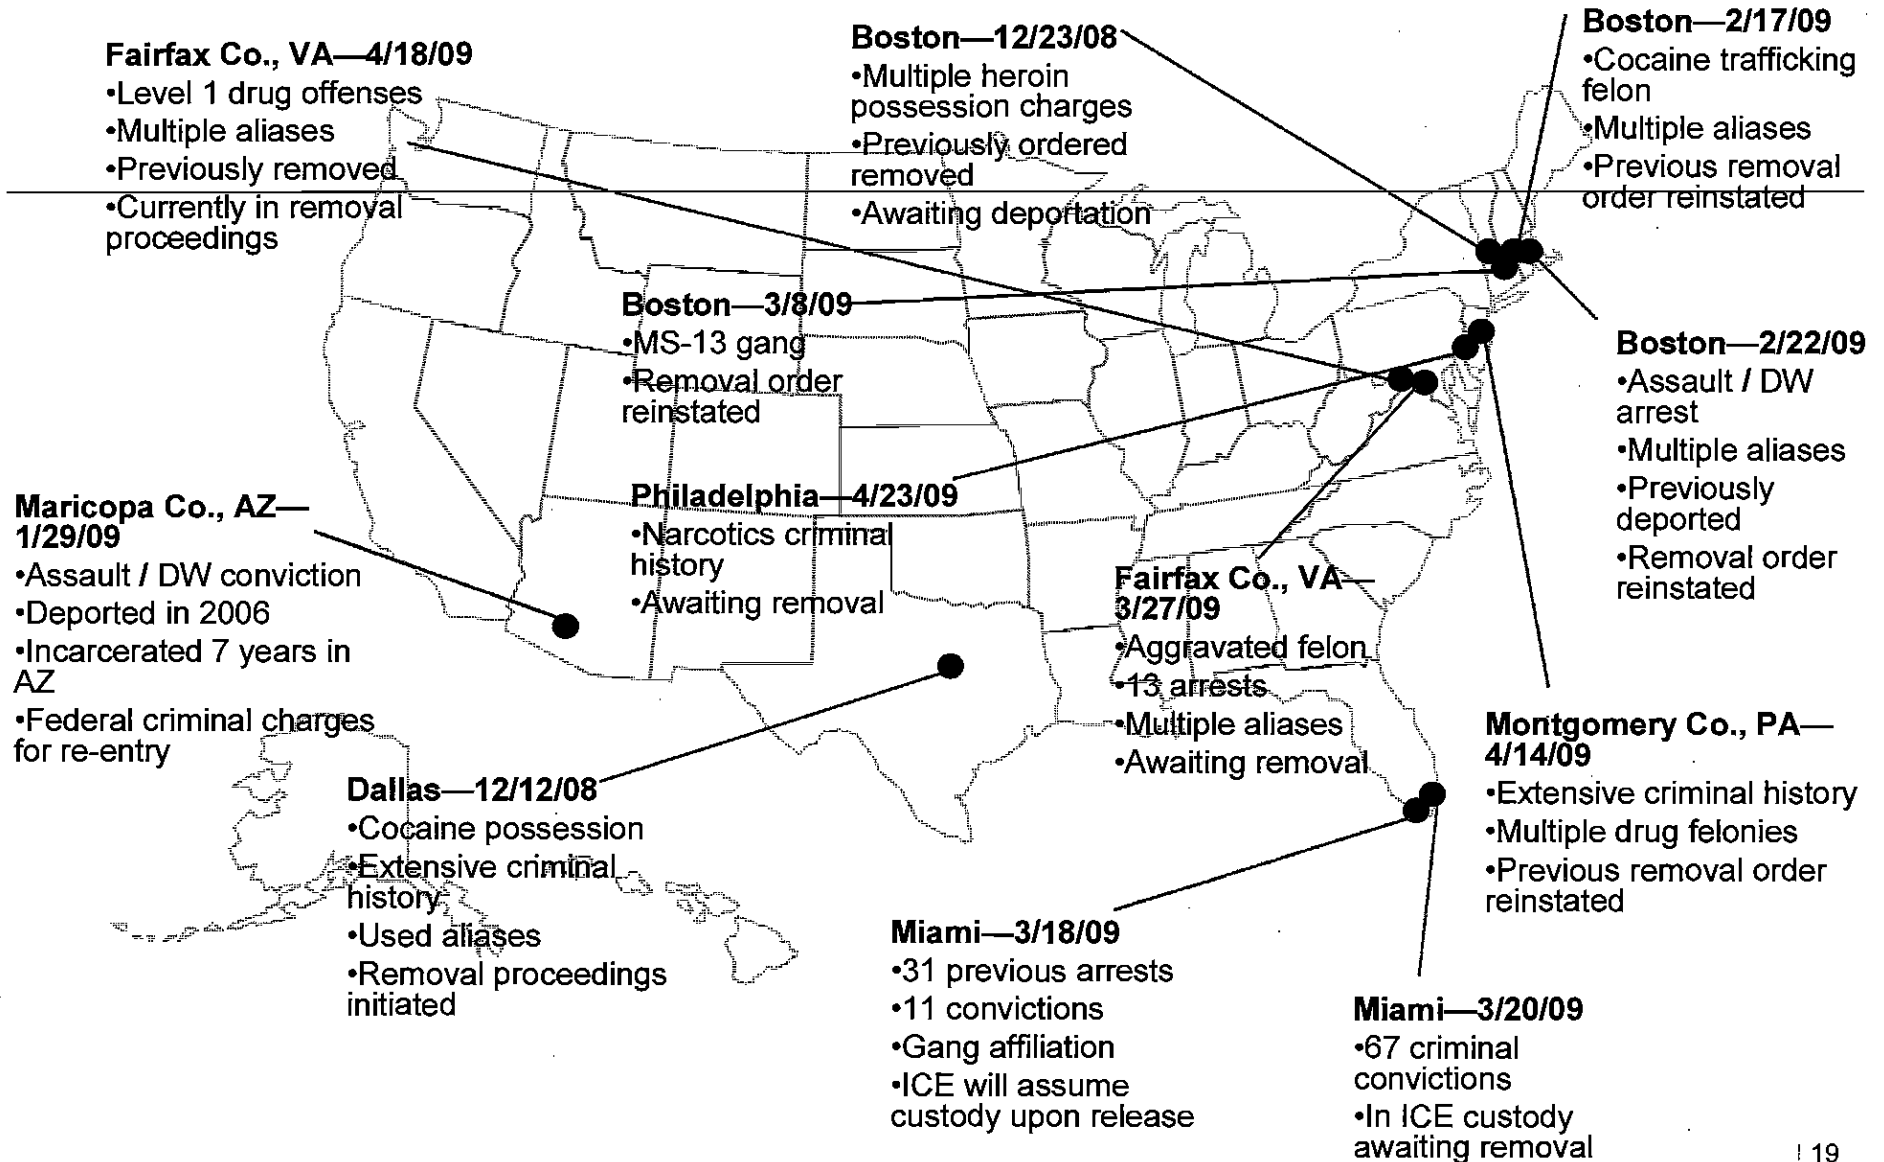 Fairfax Co., VA—4/18/09
•Level 1 drug offenses
•Multiple aliases
•Previously removed
•Currently in removal
proceedings
Boston—12/23/08
•Multiple heroin
possession charges
•Previously ordered
removed
•Awaiting deportation
Boston—2/17/09
•Cocaine trafficking
felon
•Multiple aliases
•Previous removal
order reinstated
Boston—3/8/09
•MS-13 gang
•Removal order
reinstated
Boston—2/22/09
•Assault / DW
arrest
•Multiple aliases
•Previously
deported
•Removal order
reinstated
Maricopa Co., AZ—
1/29/09
•Assault / DW conviction
•Deported in 2006
•Incarcerated 7 years in
AZ
•Federal criminal charges
for re-entry
Philadelphia—4/23/09
•Narcotics criminal
history
•Awaiting removal
Fairfax Co., VA—
3/27/09
•Aggravated felon
•13 arrests
•Multiple aliases
•Awaiting removal
Montgomery Co., PA—
4/14/09
•Extensive criminal history
•Multiple drug felonies
•Previous removal order
reinstated
Dallas—12/12/08
•Cocaine possession
•Extensive criminal
history
•Used aliases
•Removal proceedings
initiated
Miami—3/18/09
•31 previous arrests
•11 convictions
•Gang affiliation
•ICE will assume
custody upon release
Miami—3/20/09
•67 criminal
convictions
•In ICE custody
awaiting removal
19